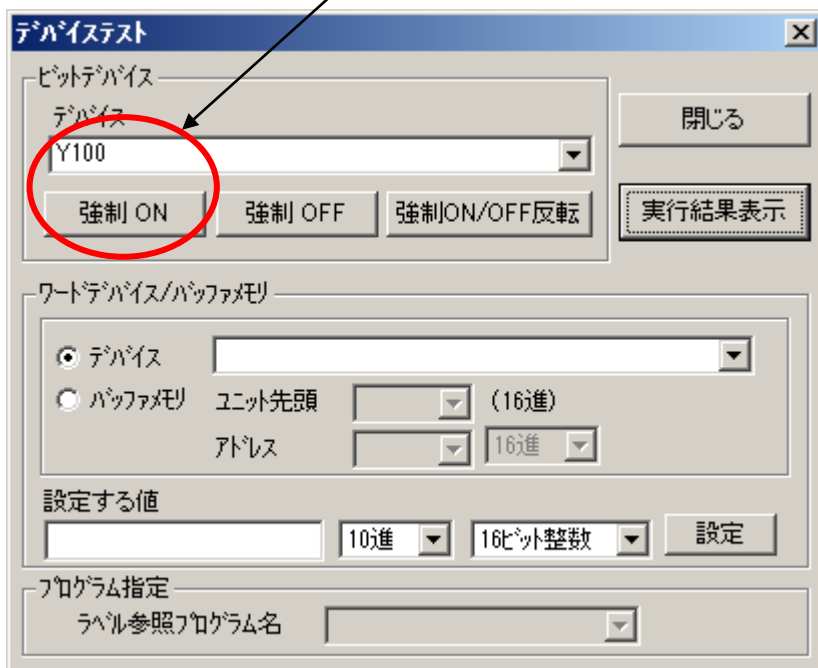 ﾃﾞﾊﾞｲｽﾃｽﾄ
ﾋﾞｯﾄﾃﾞﾊﾞｲｽ
ﾃﾞﾊﾞｲｽ
Y100
閉じる
強制 ON 強制 OFF 強制ON/OFF反転 実行結果表示
ﾜｰﾄﾞﾃﾞﾊﾞｲｽ/ﾊﾞｯﾌｧﾒﾓﾘ
ﾃﾞﾊﾞｲｽ
ﾊﾞｯﾌｧﾒﾓﾘ ﾕﾆｯﾄ先頭 (16進)
ｱﾄﾞﾚｽ 16進
設定する値
10進 16ﾋﾞｯﾄ整数 設定
ﾌﾟﾛｸﾞﾗﾑ指定
ﾗﾍﾞﾙ参照ﾌﾟﾛｸﾞﾗﾑ名